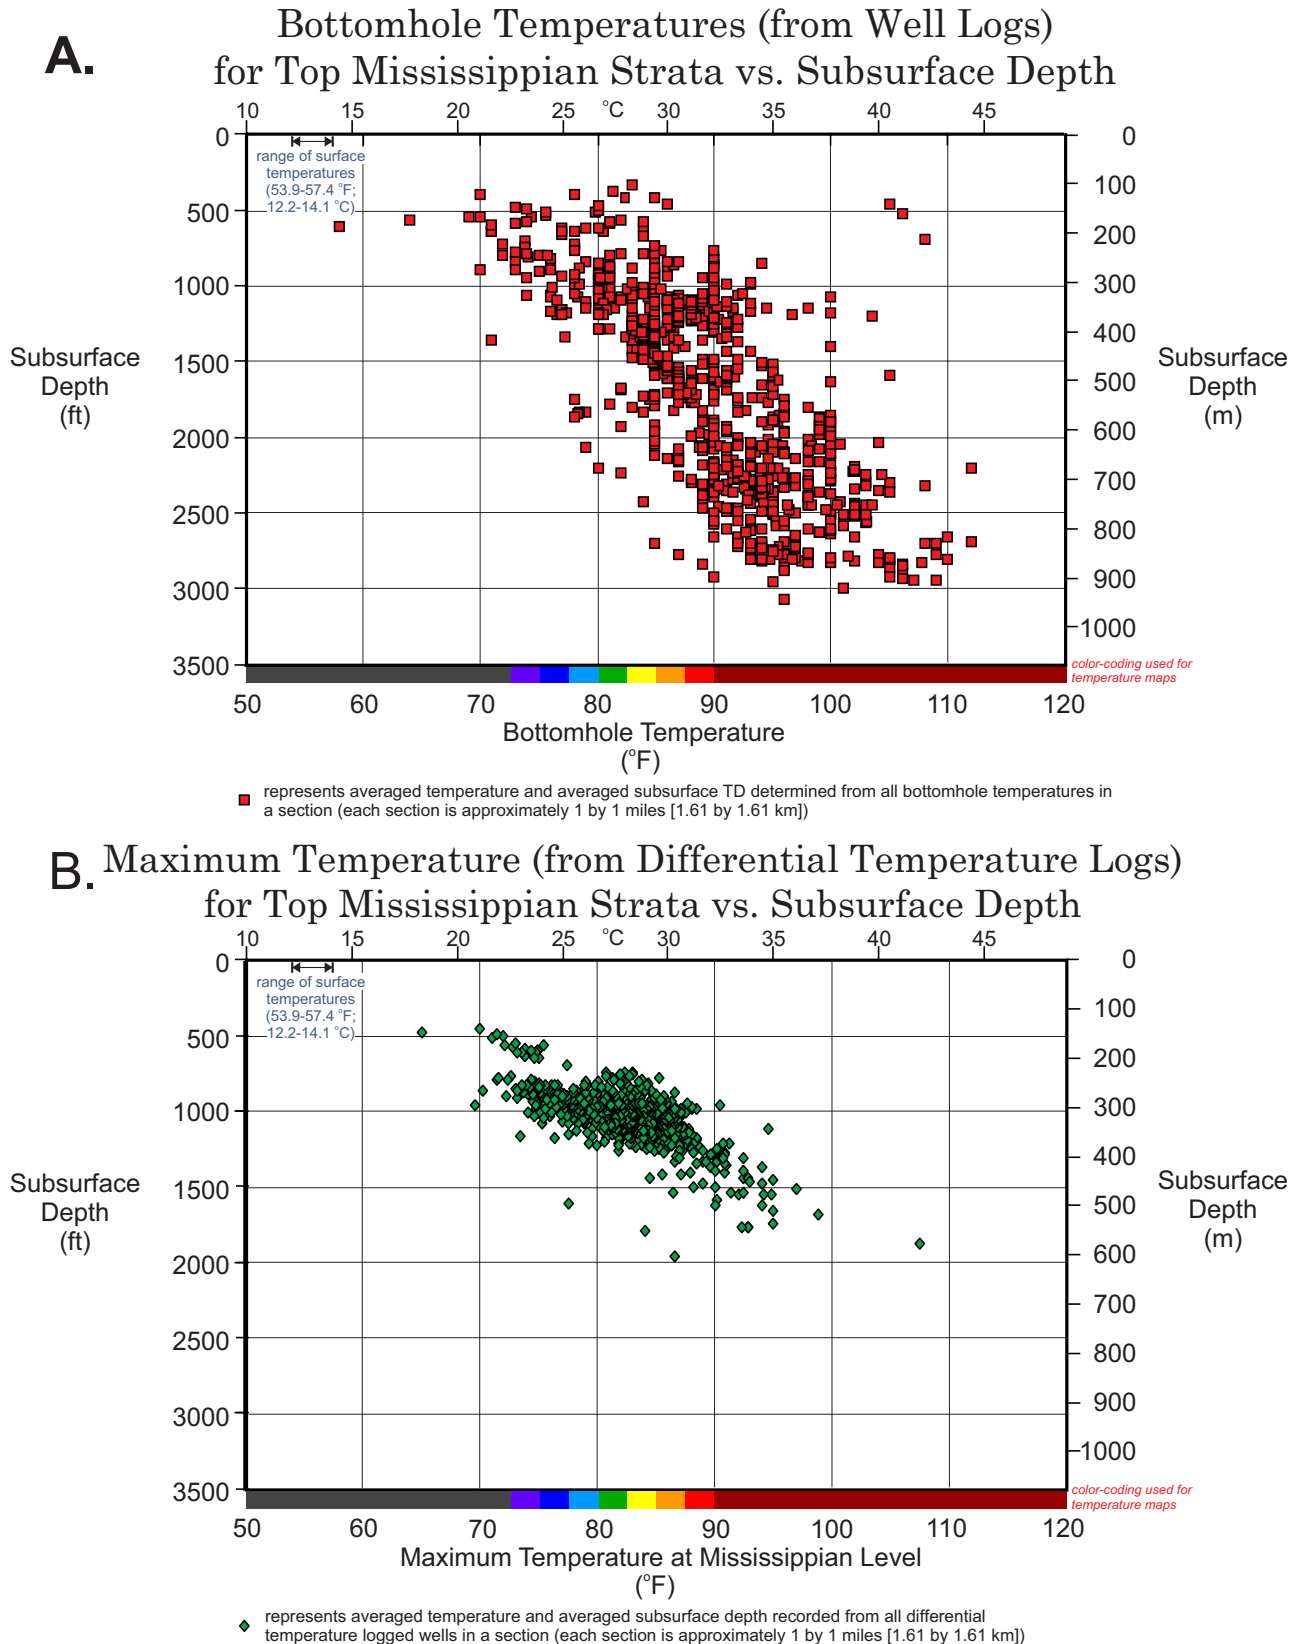 A.
Bottomhole Temperatures (from Well Logs)
for Top Mississippian Strata vs. Subsurface Depth
10 15 20 25 °C 30 35 40 45
range of surface
temperatures
(53.9-57.4 °F;
12.2-14.1 °C)
0
500
1000
1500
2000
2500
3000
3500
Subsurface
Depth
(ft)
0
100
200
300
400
500
600
700
800
900
1000
Subsurface
Depth
(m)
color-coding used for
temperature maps
50 60 70 80 90 100 110 120
Bottomhole Temperature
(°F)
represents averaged temperature and averaged subsurface TD determined from all bottomhole temperatures in
a section (each section is approximately 1 by 1 miles [1.61 by 1.61 km])
B.
Maximum Temperature (from Differential Temperature Logs)
for Top Mississippian Strata vs. Subsurface Depth
10 15 20 25 °C 30 35 40 45
range of surface
temperatures
(53.9-57.4 °F;
12.2-14.1 °C)
0
500
1000
1500
2000
2500
3000
3500
Subsurface
Depth
(ft)
0
100
200
300
400
500
600
700
800
900
1000
Subsurface
Depth
(m)
color-coding used for
temperature maps
50 60 70 80 90 100 110 120
Maximum Temperature at Mississippian Level
(°F)
represents averaged temperature and averaged subsurface depth recorded from all differential
temperature logged wells in a section (each section is approximately 1 by 1 miles [1.61 by 1.61 km])